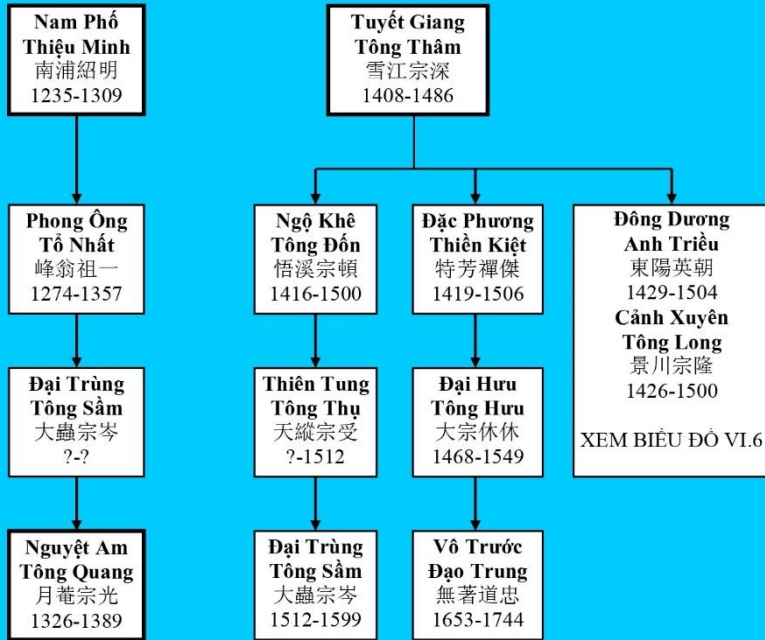 Nam Phố
Thiệu Minh
南浦紹明
1235-1309
Tuyết Giang
Tông Thâm
雪江宗深
1408-1486
Phong Ông
Tổ Nhất
峰翁祖一
1274-1357
Ngộ Khê
Tông Đốn
悟溪宗頓
1416-1500
Đặc Phương
Thiền Kiệt
特芳禪傑
1419-1506
Đông Dương
Anh Triều
東陽英朝
1429-1504
Cảnh Xuyên
Tông Long
景川宗隆
1426-1500
XEM BIỂU ĐỒ VI.6
Đại Trùng
Tông Sầm
大蟲宗岑
?-?
Thiên Tung
Tông Thụ
天縱宗受
?-1512
Đại Hưu
Tông Hưu
大宗休休
1468-1549
Nguyệt Am
Tông Quang
月菴宗光
1326-1389
Đại Trùng
Tông Sầm
大蟲宗岑
1512-1599
Vô Trước
Đạo Trung
無著道忠
1653-1744